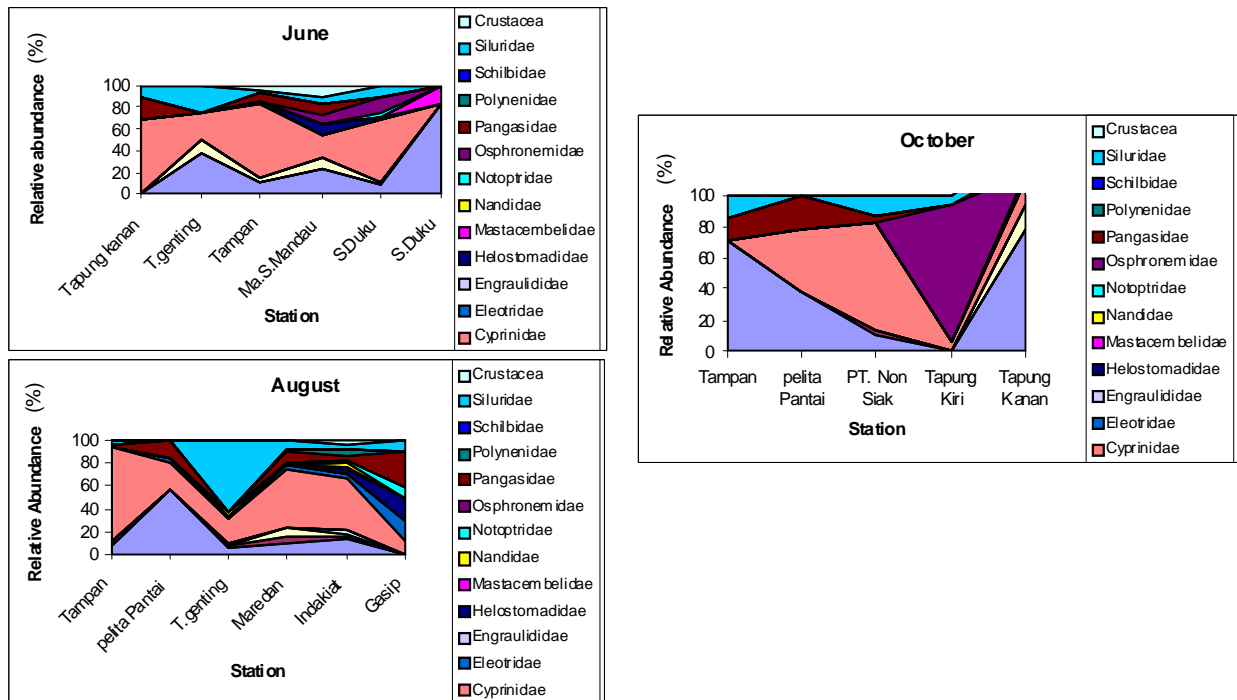 June
Relative abundance (%)
100
80
60
40
20
0
Tapung kanan
T.genting
Tampan
Ma.S.Mandau
S.Duku
S.Duku
Station
Crustacea
Siluridae
Schilbidae
Polynenidae
Pangasidae
Osphronemidae
Notoptridae
Nandidae
Mastacembelidae
Helostomadidae
Engraulididae
Eleotridae
Cyprinidae
August
Relative Abundance (%)
100
80
60
40
20
0
Tampan
pelita Pantai
T.genting
Maredan
Indakiat
Gasip
Station
Crustacea
Siluridae
Schilbidae
Polynenidae
Pangasidae
Osphronemidae
Notoptridae
Nandidae
Mastacembelidae
Helostomadidae
Engraulididae
Eleotridae
Cyprinidae
October
Relative Abundance (%)
100
80
60
40
20
0
Tampan
pelita
Pantai
PT. Non
Siak
Tapung
Kiri
Tapung
Kanan
Station
Crustacea
Siluridae
Schilbidae
Polynenidae
Pangasidae
Osphronemidae
Notoptridae
Nandidae
Mastacembelidae
Helostomadidae
Engraulididae
Eleotridae
Cyprinidae